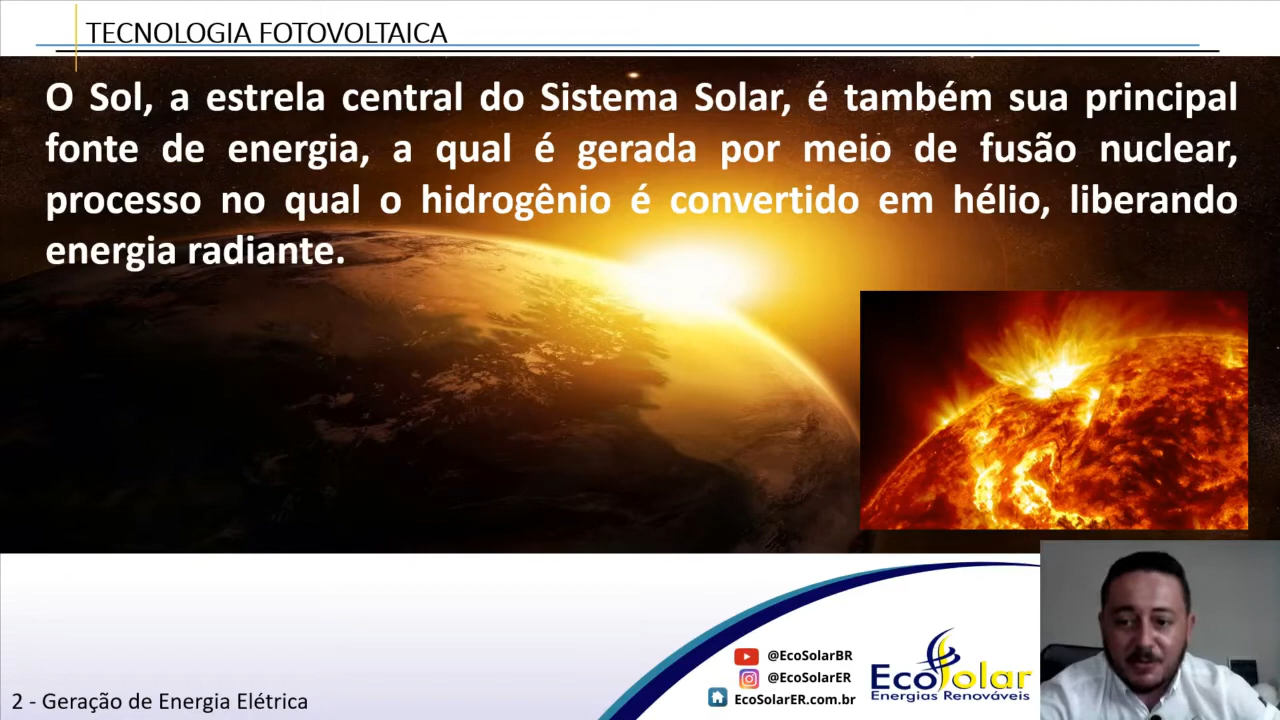 TECNOLOGIA FOTOVOLTAICA
O Sol, a estrela central do Sistema Solar, é também sua principal
fonte de energia, a qual é gerada por meio de fusão nuclear,
processo no qual o hidrogênio é convertido em hélio, liberando
energia radiante.
@EcoSolarBR
@EcoSolarER
EcoSolarER.com.br
EcoSolar
Energias Renováveis
2 - Geração de Energia Elétrica